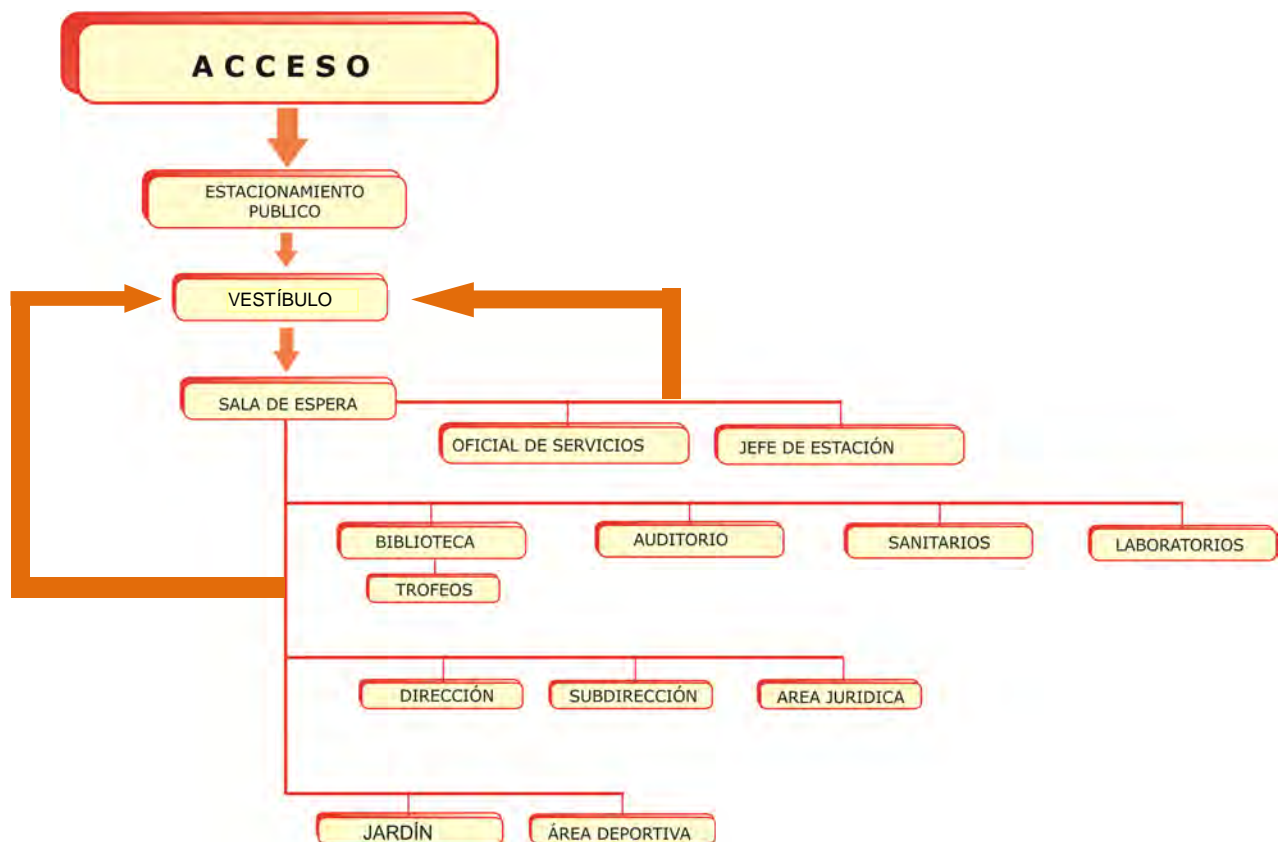 ACCESO
ESTACIONAMIENTO
PUBLICO
VESTÍBULO
SALA DE ESPERA
OFICIAL DE SERVICIOS
JEFE DE ESTACIÓN
BIBLIOTECA
AUDITORIO
SANITARIOS
LABORATORIOS
TROFEOS
DIRECCIÓN
SUBDIRECCIÓN
AREA JURIDICA
JARDÍN
ÁREA DEPORTIVA